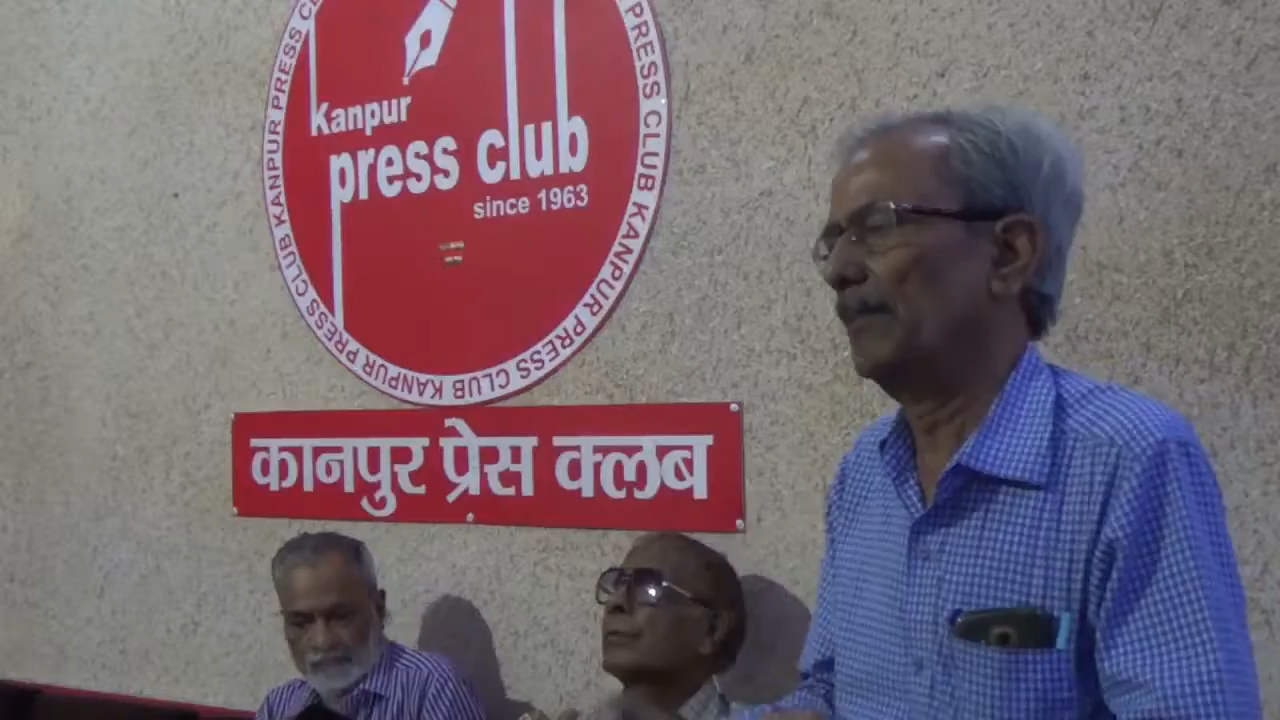 Kanpur
press club
since 1963
KANPUR PRESS CLUB KANPUR PRESS CLUB KANPUR PRESS CLUB KANPUR PRESS CLUB
कानपुर प्रेस क्लब